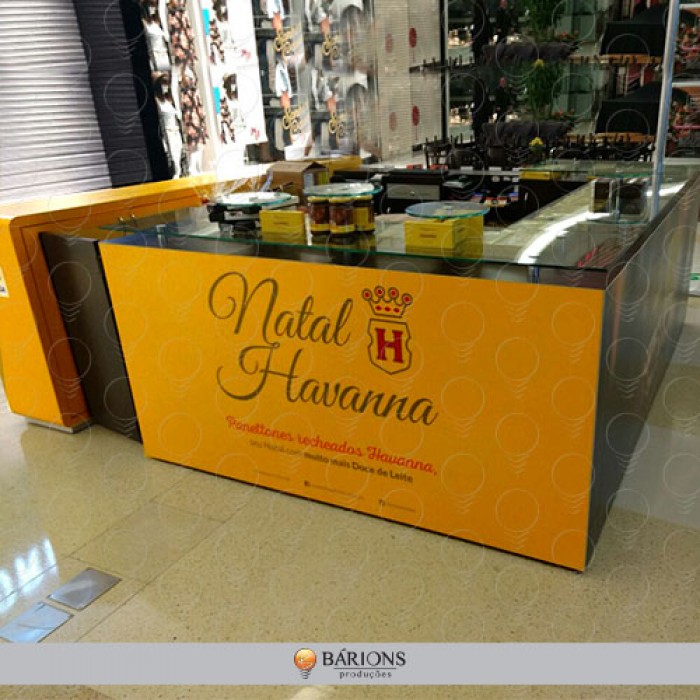 Natal
H
Havanna
Panettones recheados Havanna,
seu Natal com muito mais Doce de Leite
BÁRIONS
produções